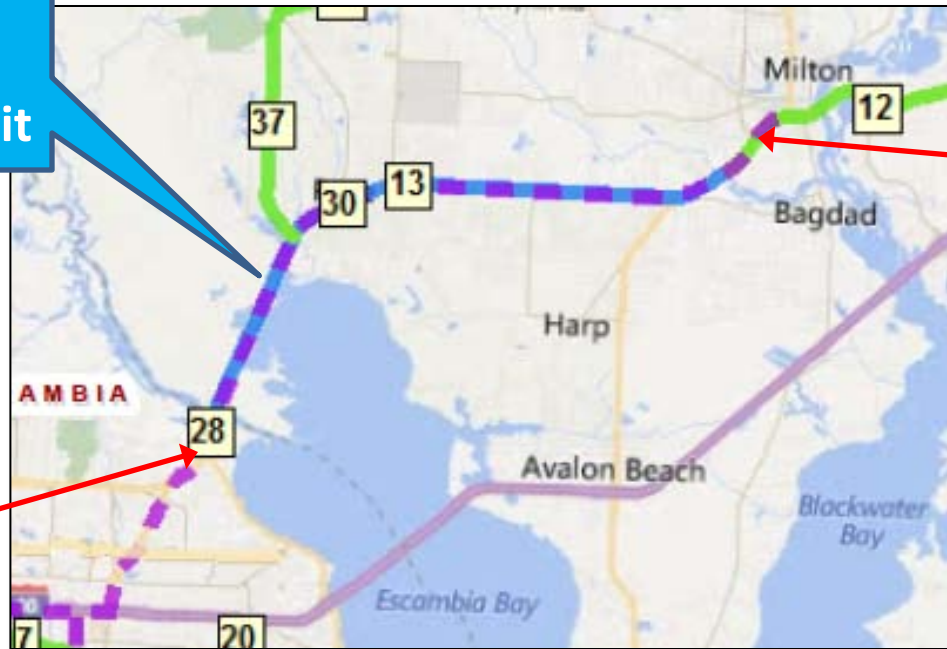 it
Milton
12
37
13
30
Bagdad
Harp
AMBIA
28
Avalon Beach
Blackwater
Bay
Escambia Bay
7
20